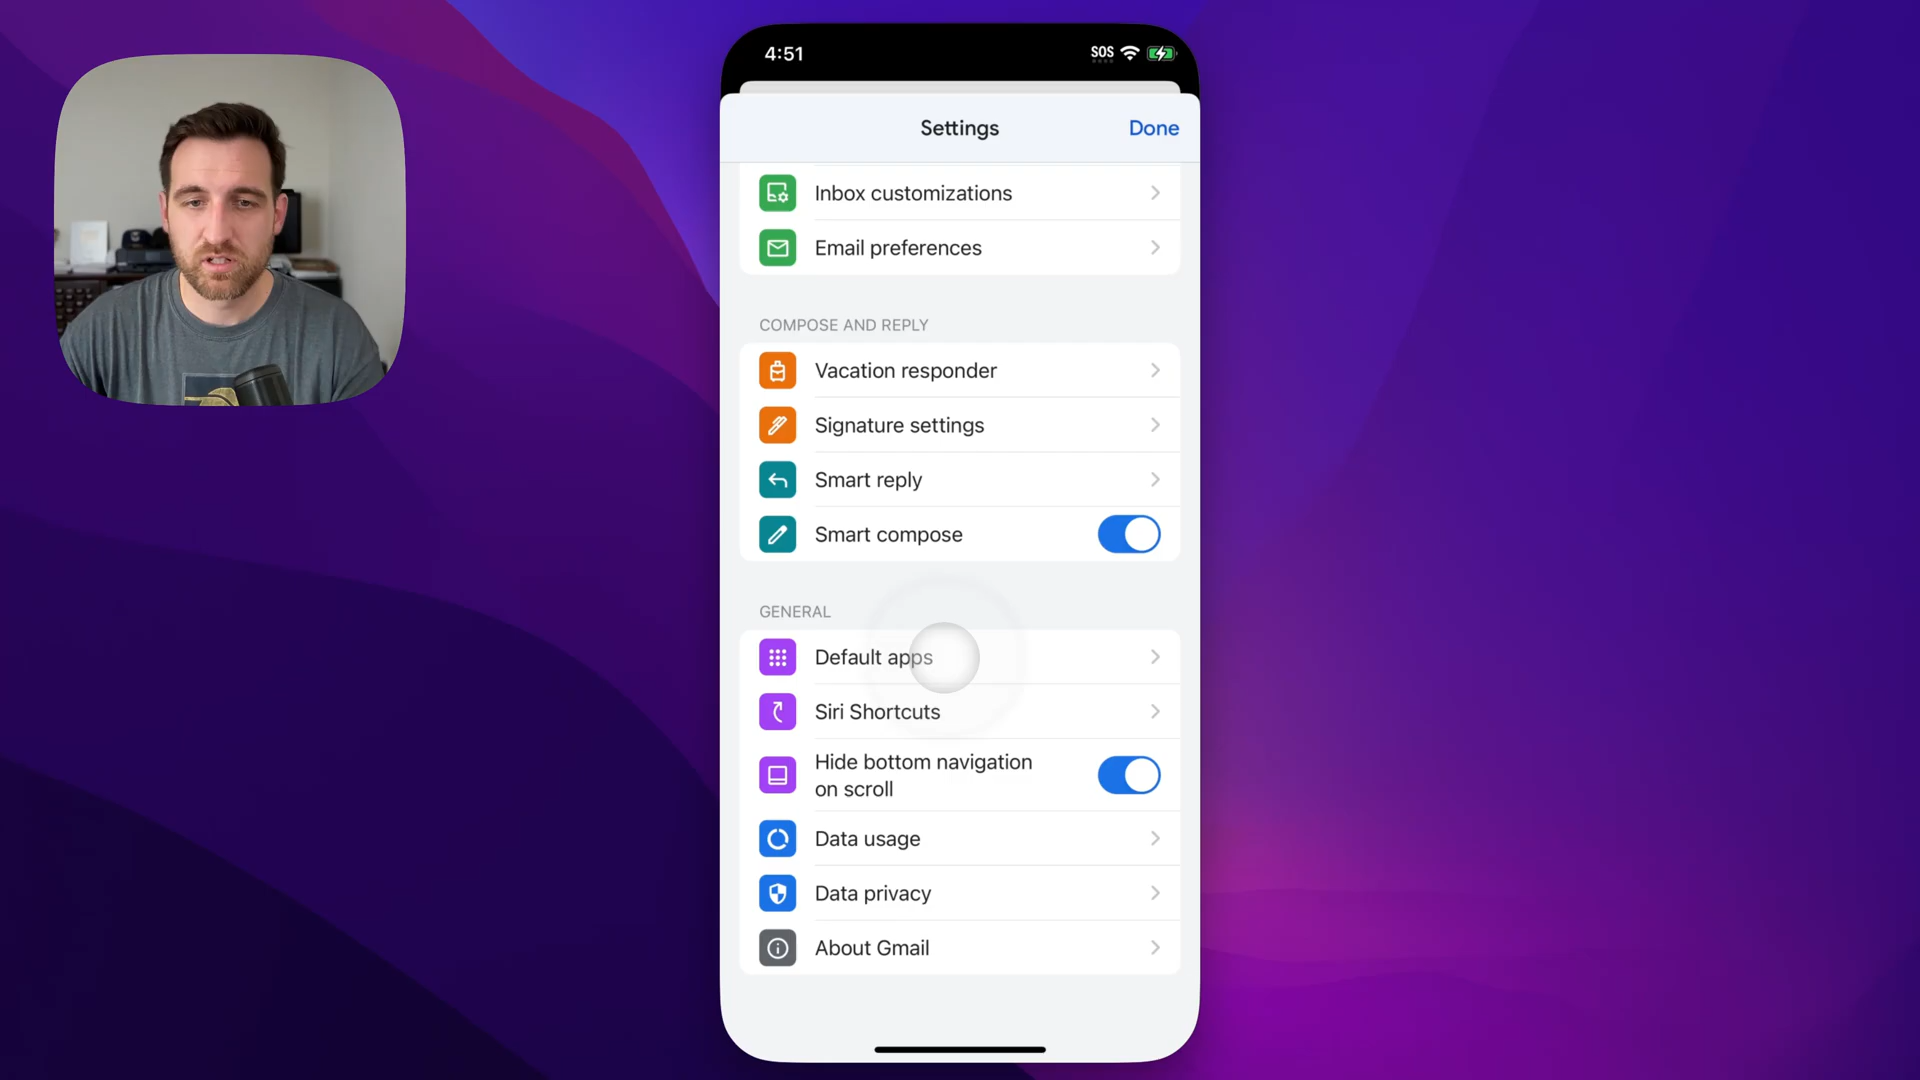 4:51
SOS
Settings
Done
Inbox customizations
Email preferences
COMPOSE AND REPLY
Vacation responder
Signature settings
Smart reply
Smart compose
GENERAL
Default apps
Siri Shortcuts
Hide bottom navigation
on scroll
Data usage
Data privacy
About Gmail